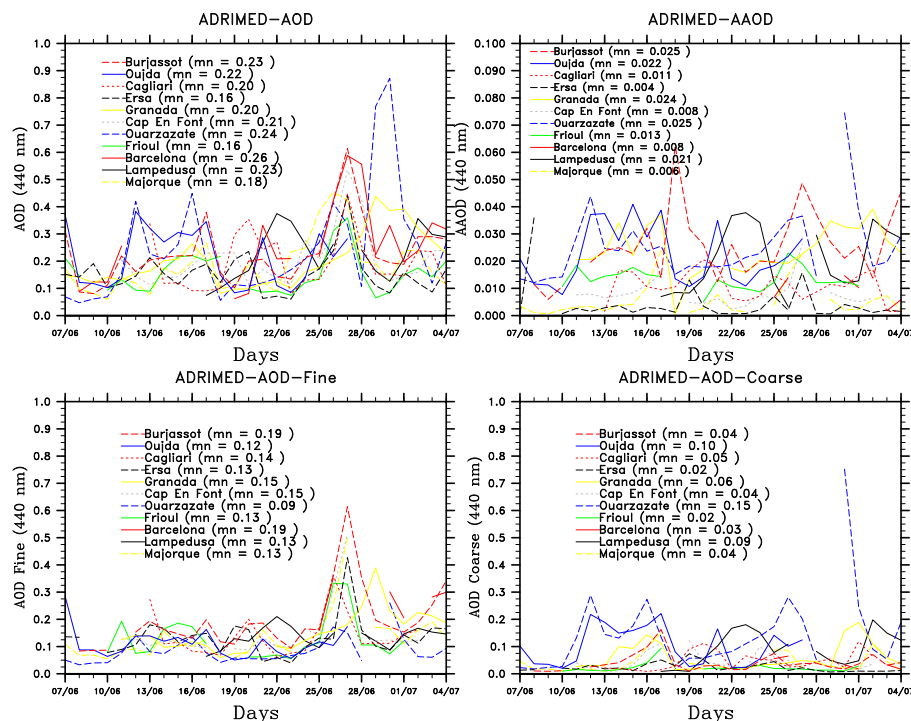 ADRIMED-AOD
1.0
0.9
0.8
0.7
0.6
0.5
0.4
0.3
0.2
0.1
0.0
AOD (440 nm)
Burjassot (mn = 0.23 )
Oujda (mn = 0.22 )
Cagliari (mn = 0.20 )
Ersa (mn = 0.16 )
Granada (mn = 0.20 )
Cap En Font (mn = 0.21 )
Ouarzazate (mn = 0.24 )
Frioul (mn = 0.16 )
Barcelona (mn = 0.26 )
Lampedusa (mn = 0.23 )
Majorque (mn = 0.18)
07/06 10/06 13/06 16/06 19/06 22/06 25/06 28/06 01/07 04/07
Days
ADRIMED-AAOD
0.100
0.090
0.080
0.070
0.060
0.050
0.040
0.030
0.020
0.010
0.000
AAOD (440 nm)
Burjassot (mn = 0.025 )
Oujda (mn = 0.022 )
Cagliari (mn = 0.011 )
Ersa (mn = 0.004 )
Granada (mn = 0.024 )
Cap En Font (mn = 0.008 )
Ouarzazate (mn = 0.025 )
Frioul (mn = 0.013 )
Barcelona (mn = 0.008 )
Lampedusa (mn = 0.021 )
Majorque (mn = 0.006 )
07/06 10/06 13/06 16/06 19/06 22/06 25/06 28/06 01/07 04/07
Days
ADRIMED-AOD-Fine
1.0
0.9
0.8
0.7
0.6
0.5
0.4
0.3
0.2
0.1
0.0
AOD Fine (440 nm)
Burjassot (mn = 0.19 )
Oujda (mn = 0.12 )
Cagliari (mn = 0.14 )
Ersa (mn = 0.13 )
Granada (mn = 0.15 )
Cap En Font (mn = 0.15 )
Ouarzazate (mn = 0.09 )
Frioul (mn = 0.13 )
Barcelona (mn = 0.19 )
Lampedusa (mn = 0.13 )
Majorque (mn = 0.13 )
07/06 10/06 13/06 16/06 19/06 22/06 25/06 28/06 01/07 04/07
Days
ADRIMED-AOD-Coarse
1.0
0.9
0.8
0.7
0.6
0.5
0.4
0.3
0.2
0.1
0.0
AOD Coarse (440 nm)
Burjassot (mn = 0.04 )
Oujda (mn = 0.10 )
Cagliari (mn = 0.05 )
Ersa (mn = 0.02 )
Granada (mn = 0.06 )
Cap En Font (mn = 0.04 )
Ouarzazate (mn = 0.15 )
Frioul (mn = 0.02 )
Barcelona (mn = 0.03 )
Lampedusa (mn = 0.09 )
Majorque (mn = 0.04 )
07/06 10/06 13/06 16/06 19/06 22/06 25/06 28/06 01/07 04/07
Days